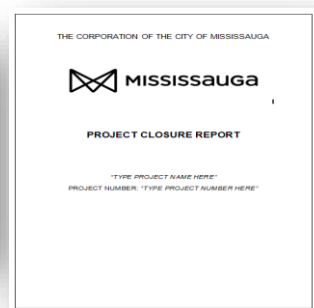 THE CORPORATION OF THE CITY OF MISSISSAUGA
MISSISSAUGA
PROJECT CLOSURE REPORT
"TYPE PROJECT NAME HERE"
PROJECT NUMBER: "TYPE PROJECT NUMBER HERE"